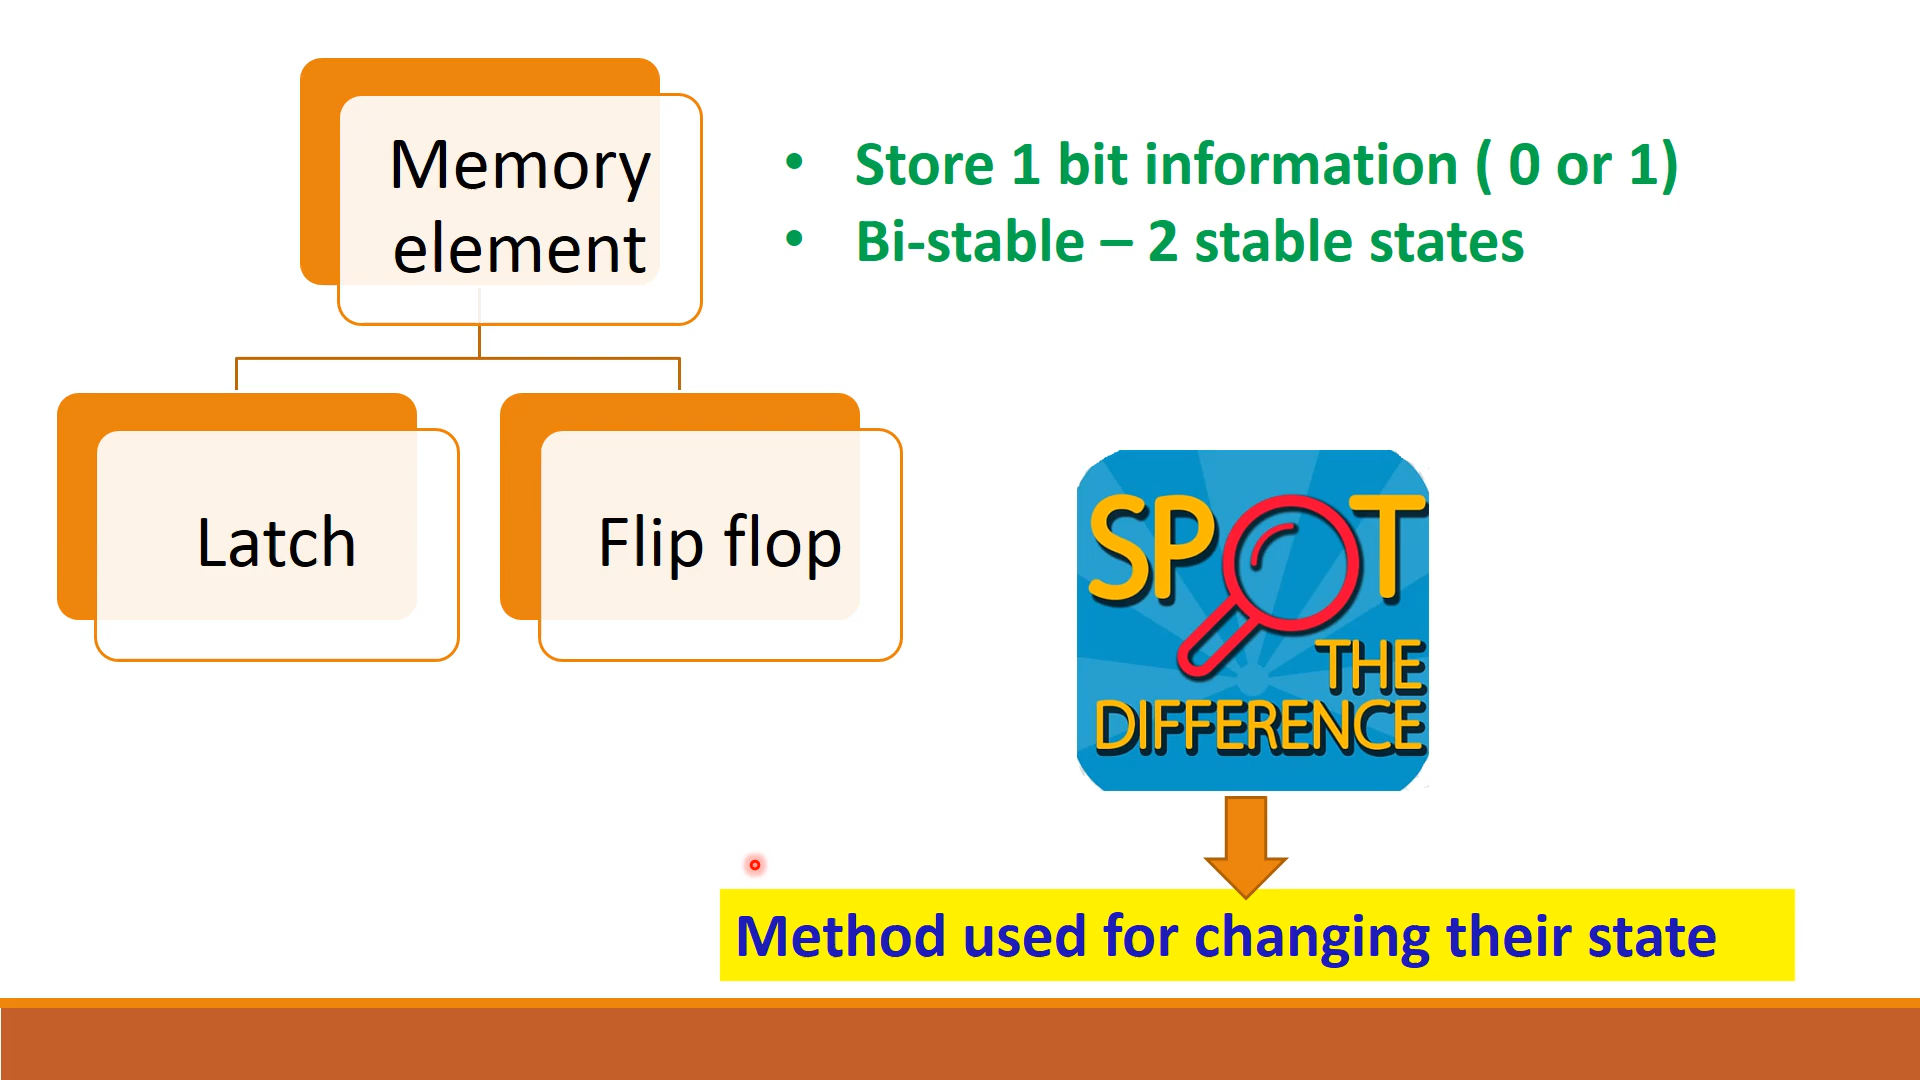 Memory
element
• Store 1 bit information ( 0 or 1)
• Bi-stable – 2 stable states
Latch
Flip flop
SPOT
THE
DIFFERENCE
Method used for changing their state